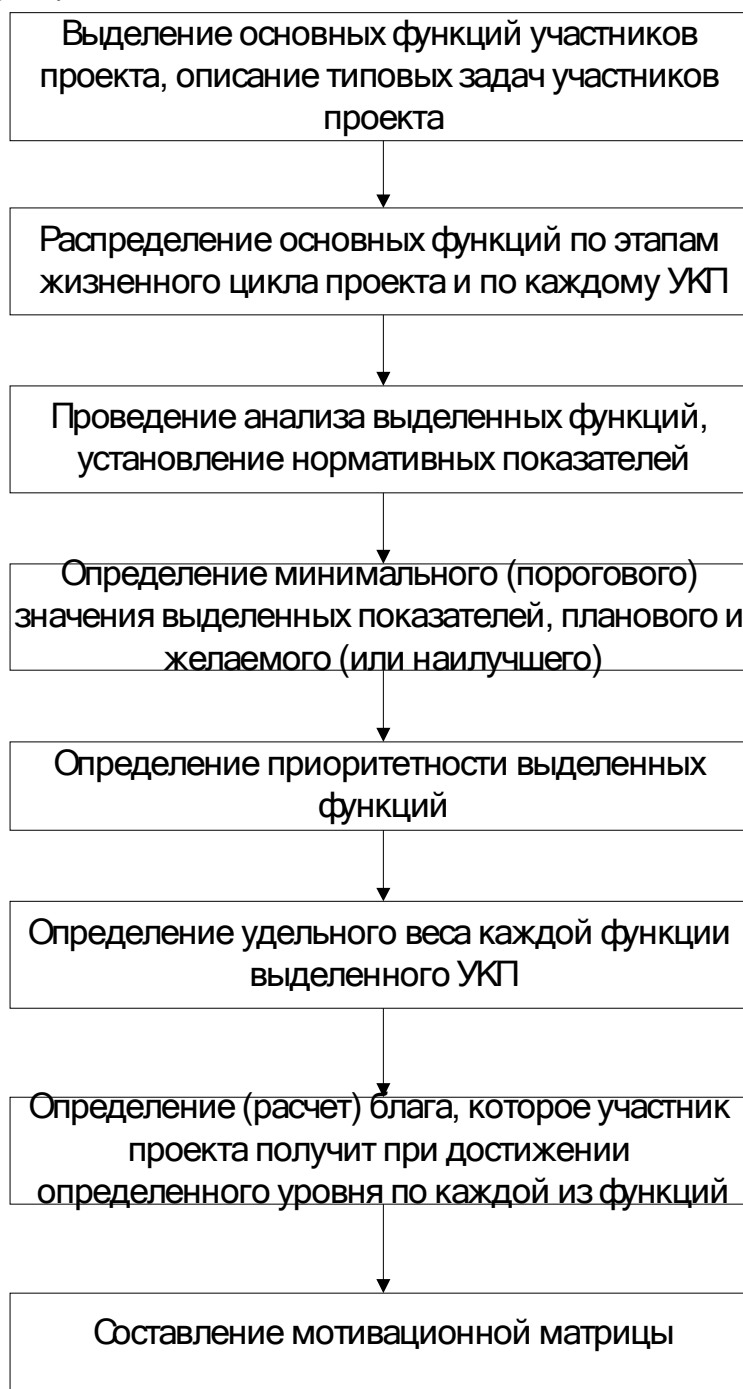 Выделение основных функций участников
проекта, описание типовых задач участников
проекта
Распределение основных функций по этапам
жизненного цикла проекта и по каждому УКП
Проведение анализа выделенных функций,
установление нормативных показателей
Определение минимального (порогового)
значения выделенных показателей, планового и
желаемого (или наилучшего)
Определение приоритетности выделенных
функций
Определение удельного веса каждой функции
выделенного УКП
Определение (расчет) блага, которое участник
проекта получит при достижении
определенного уровня по каждой из функций
Составление мотивационной матрицы